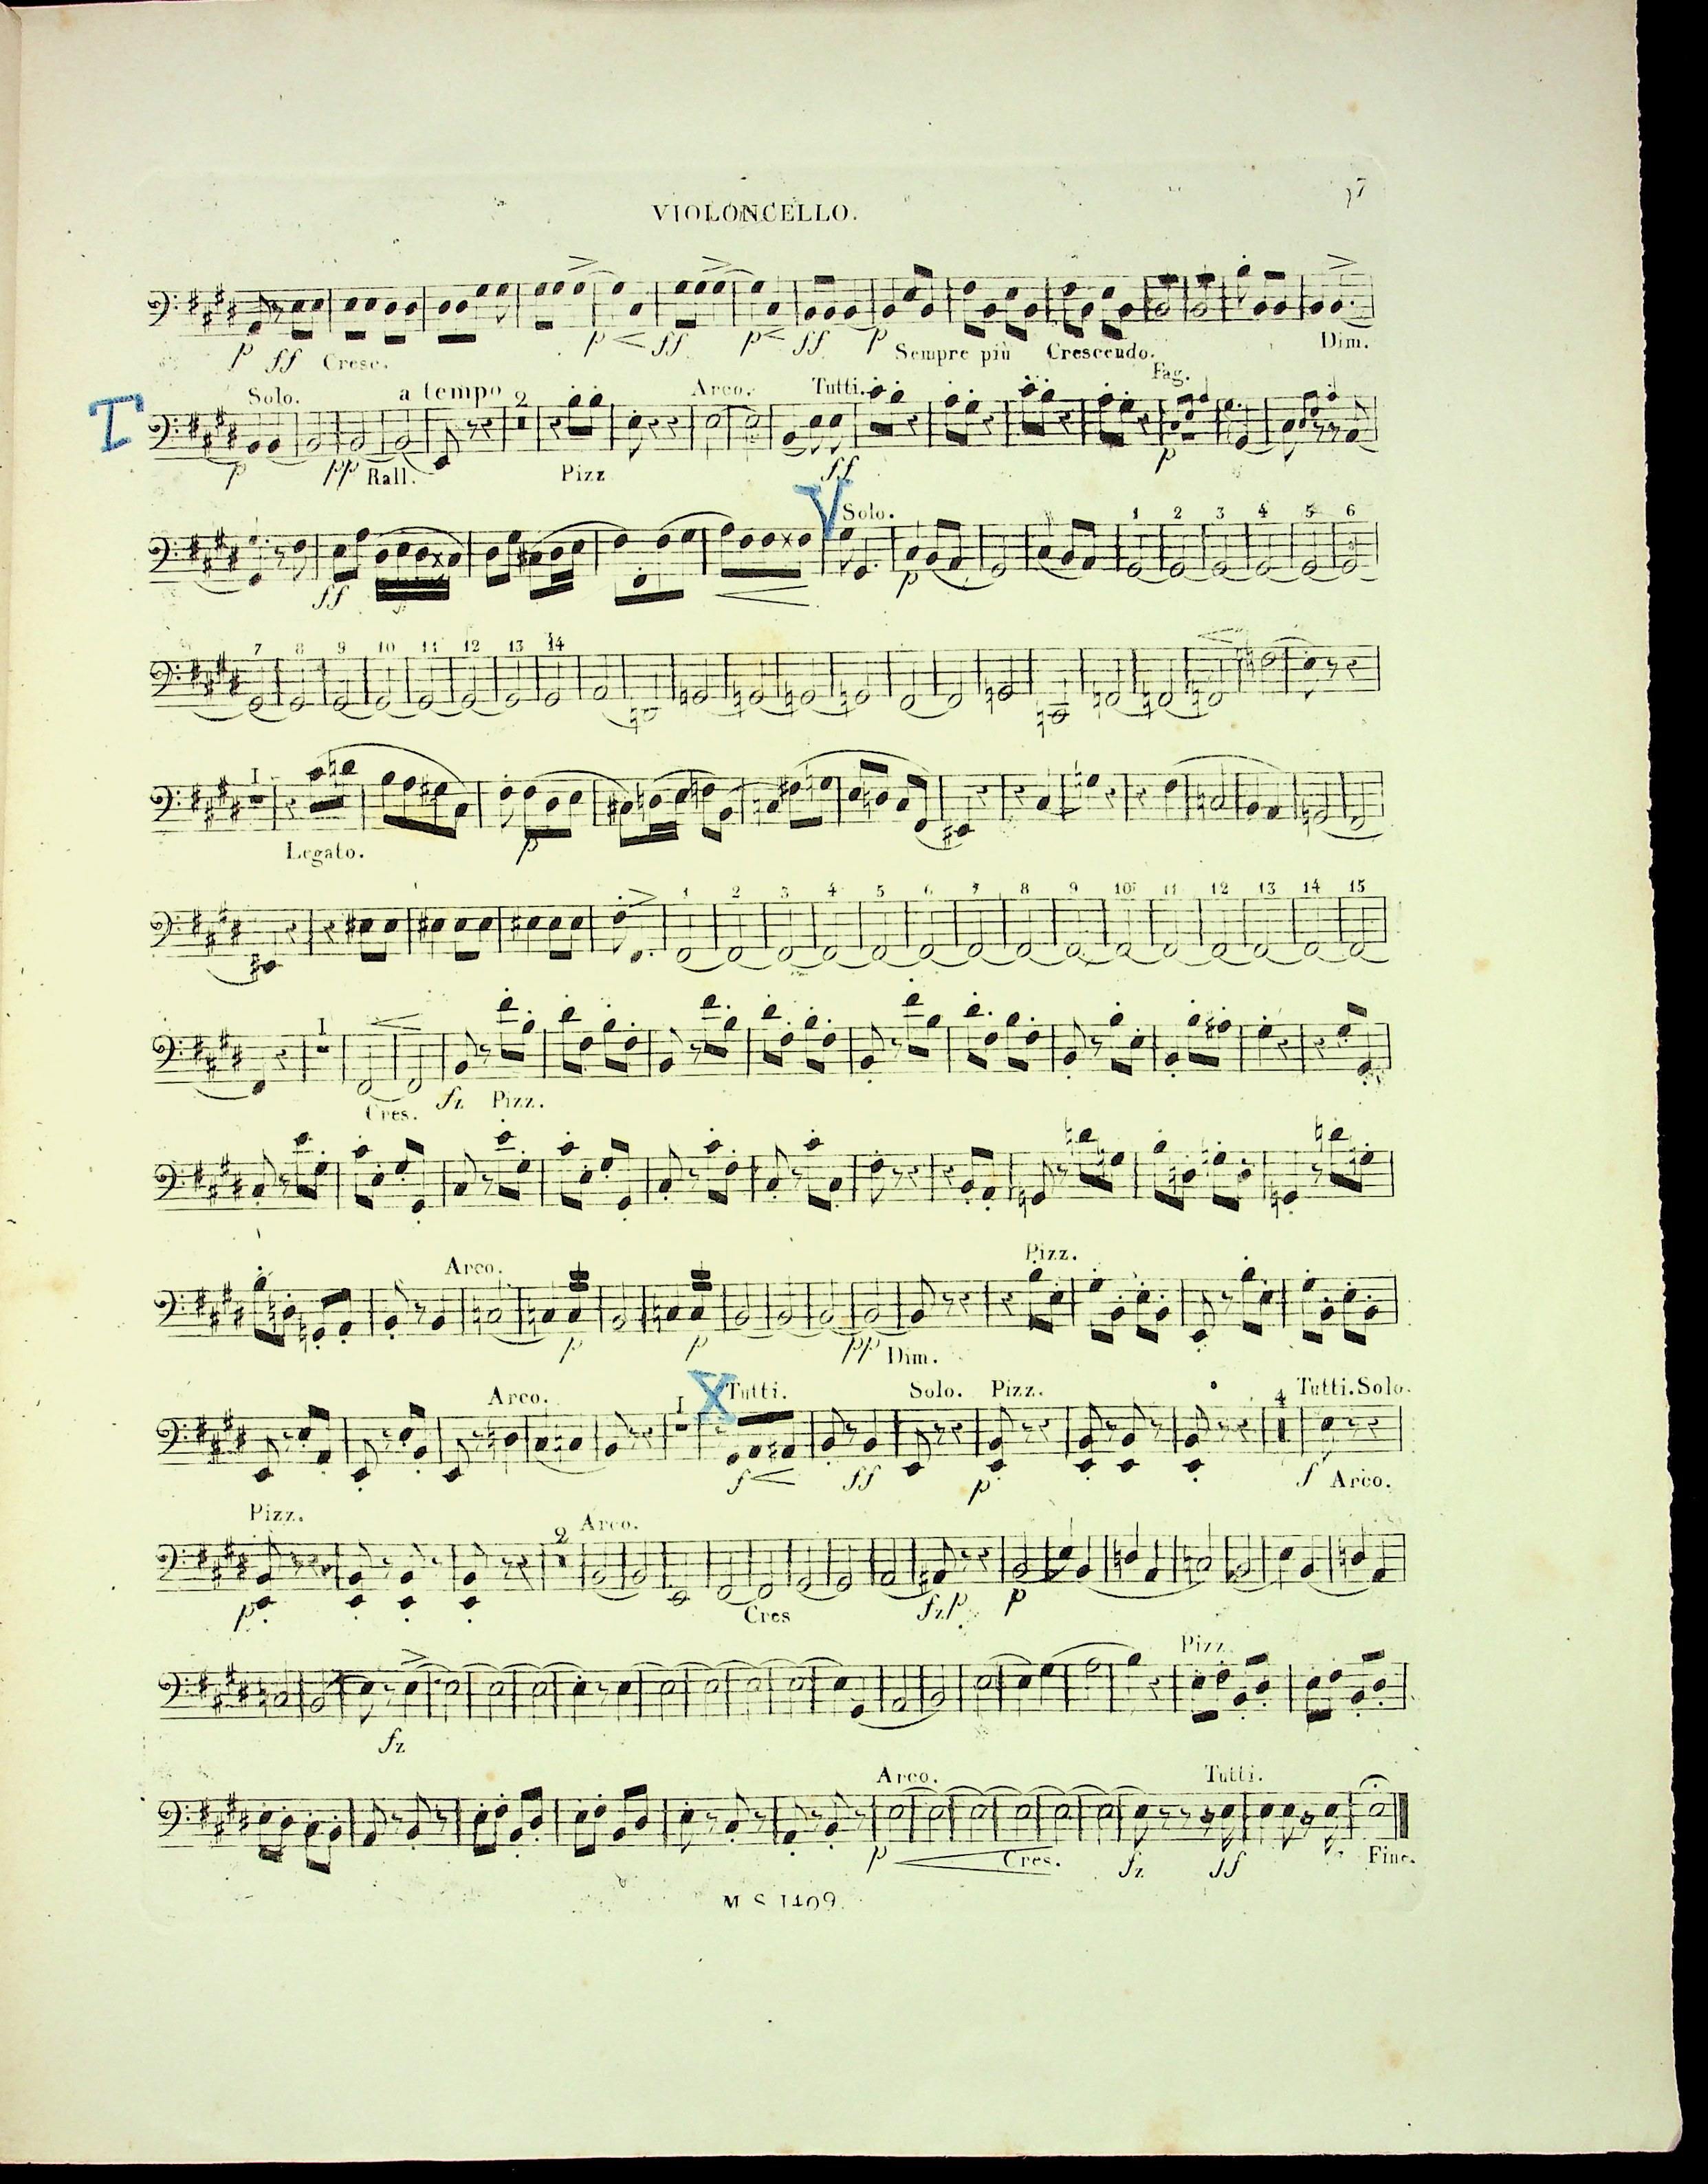 VIOLONCELLO.
p ff Cresc. p ff p ff p Sempre più Crescendo. Dim.
T Solo. a tempo 2 Arco. Tutti. Fag.
p pp Rall. Pizz ff p
V Solo. 1 2 3 4 5 6
ff p
7 8 9 10 11 12 13 14
1
Legato. p
1 2 3 4 5 6 7 8 9 10 11 12 13 14 15
1
Cres. fz Pizz.
Arco. Pizz.
p p pp Dim.
Arco. 1 X Tutti. Solo. Pizz. 4 Tutti. Solo.
f ff p f Arco.
Pizz. 2 Arco.
p Cres fz p p
Pizz
fz
Arco. Tutti.
p Cres. fz ff Fine.
M.S.1409.